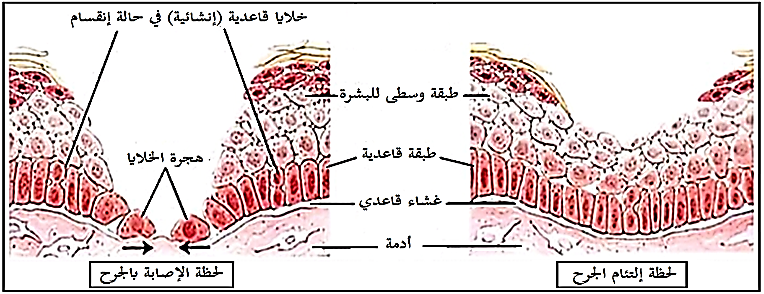 خلايا قاعدية (إنشائية) في حالة إنقسام
طبقة وسطى للبشرة
هجرة الخلايا
طبقة قاعدية
غشاء قاعدي
أدمة
لحظة الإصابة بالجرح
لحظة إلتئام الجرح